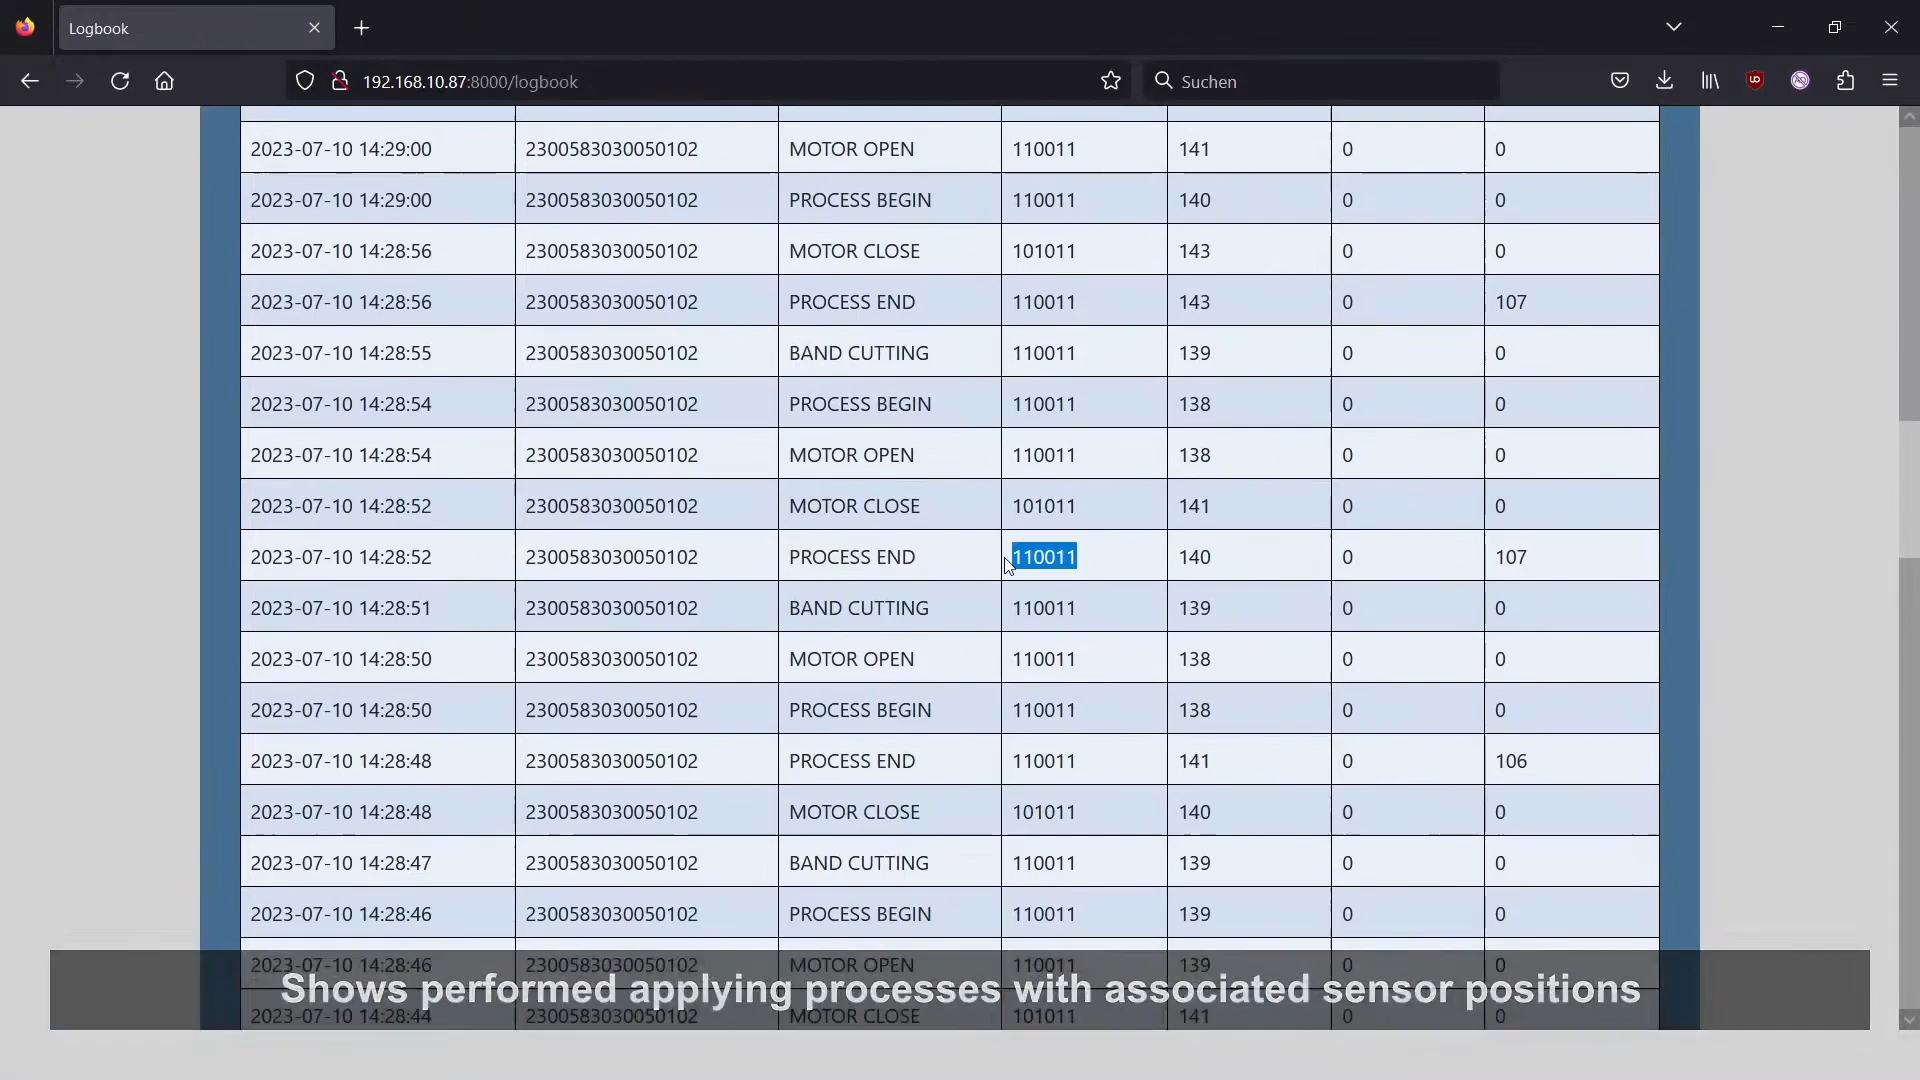 Logbook
192.168.10.87:8000/logbook
Suchen
2023-07-10 14:29:00 2300583030050102 MOTOR OPEN 110011 141 0 0
2023-07-10 14:29:00 2300583030050102 PROCESS BEGIN 110011 140 0 0
2023-07-10 14:28:56 2300583030050102 MOTOR CLOSE 101011 143 0 0
2023-07-10 14:28:56 2300583030050102 PROCESS END 110011 143 0 107
2023-07-10 14:28:55 2300583030050102 BAND CUTTING 110011 139 0 0
2023-07-10 14:28:54 2300583030050102 PROCESS BEGIN 110011 138 0 0
2023-07-10 14:28:54 2300583030050102 MOTOR OPEN 110011 138 0 0
2023-07-10 14:28:52 2300583030050102 MOTOR CLOSE 101011 141 0 0
2023-07-10 14:28:52 2300583030050102 PROCESS END 110011 140 0 107
2023-07-10 14:28:51 2300583030050102 BAND CUTTING 110011 139 0 0
2023-07-10 14:28:50 2300583030050102 MOTOR OPEN 110011 138 0 0
2023-07-10 14:28:50 2300583030050102 PROCESS BEGIN 110011 138 0 0
2023-07-10 14:28:48 2300583030050102 PROCESS END 110011 141 0 106
2023-07-10 14:28:48 2300583030050102 MOTOR CLOSE 101011 140 0 0
2023-07-10 14:28:47 2300583030050102 BAND CUTTING 110011 139 0 0
2023-07-10 14:28:46 2300583030050102 PROCESS BEGIN 110011 139 0 0
2023-07-10 14:28:46 2300583030050102 MOTOR OPEN 110011 139 0 0
Shows performed applying processes with associated sensor positions
2023-07-10 14:28:44 2300583030050102 MOTOR CLOSE 101011 141 0 0